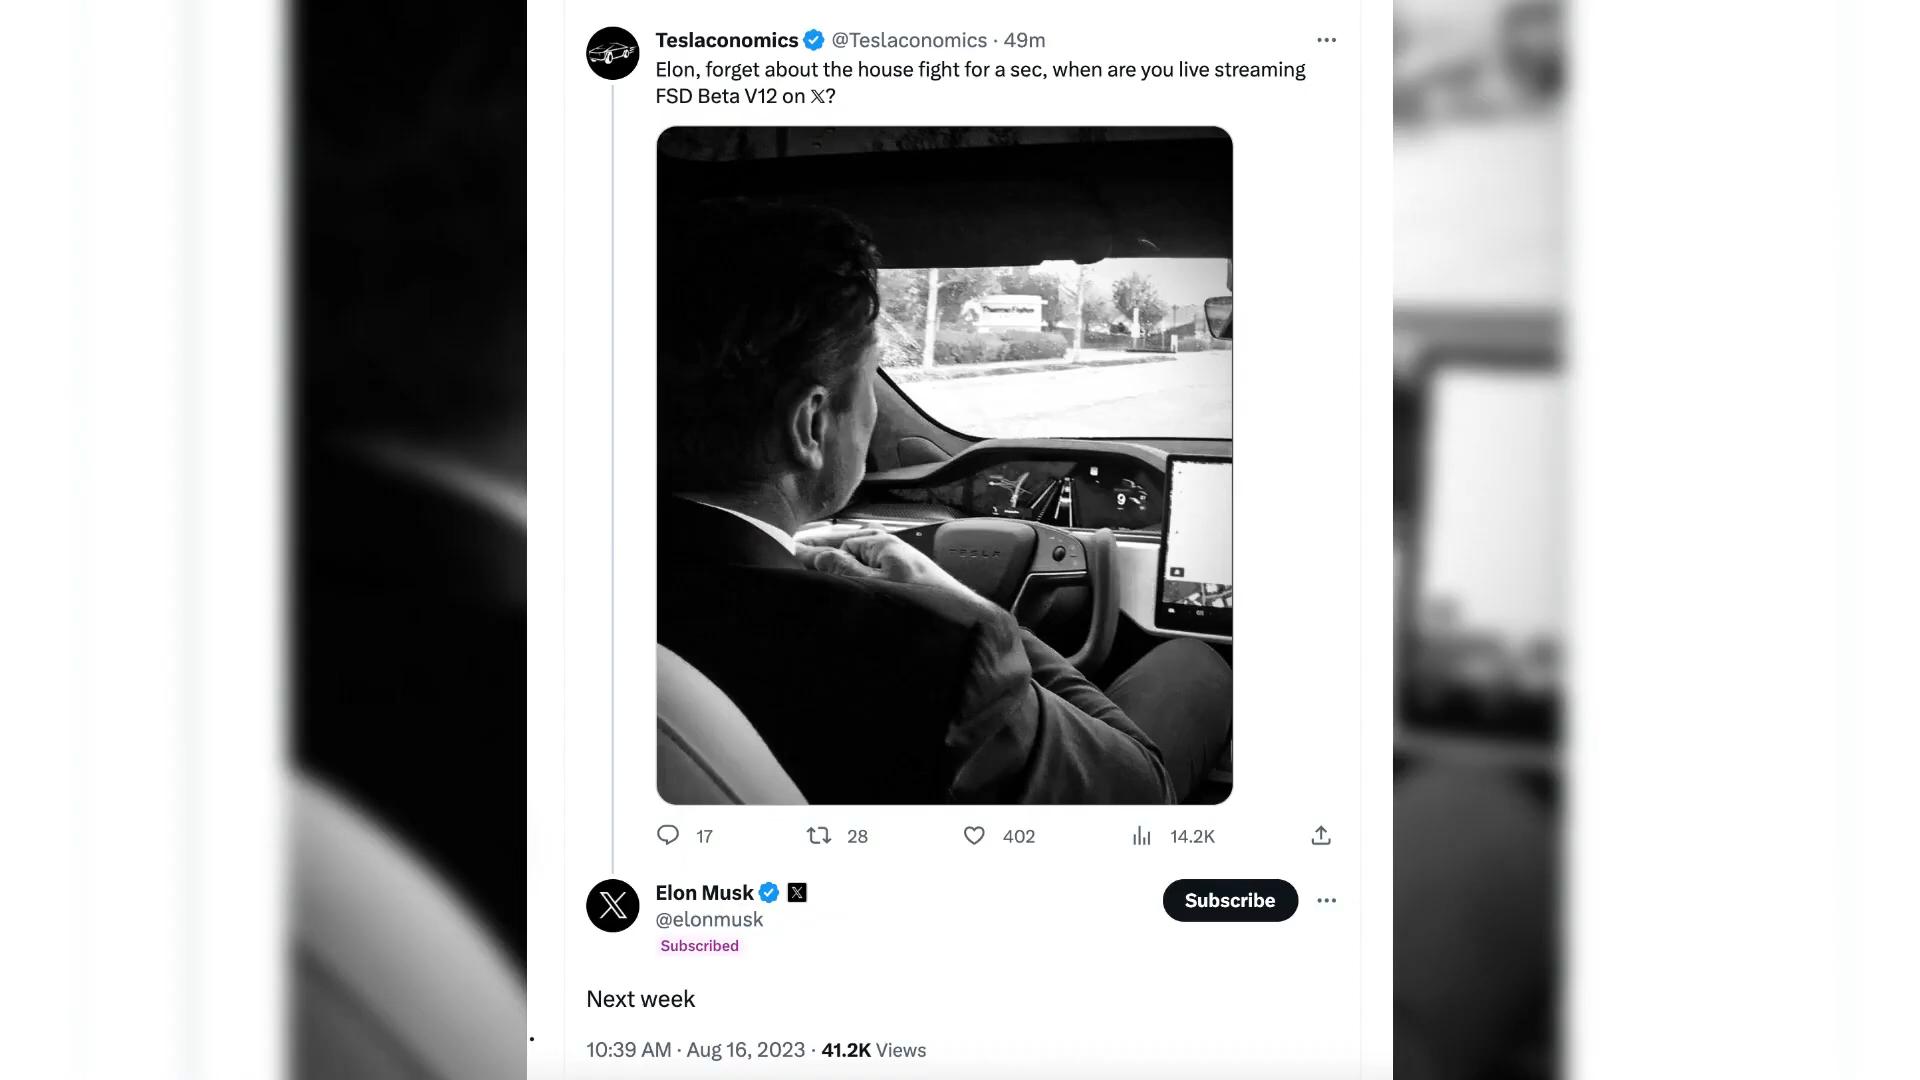 Teslaconomics @Teslaconomics · 49m
Elon, forget about the house fight for a sec, when are you live streaming
FSD Beta V12 on 𝕏?
9
TESLA
17 28 402 14.2K
Elon Musk
Subscribe
@elonmusk
Subscribed
Next week
10:39 AM · Aug 16, 2023 · 41.2K Views